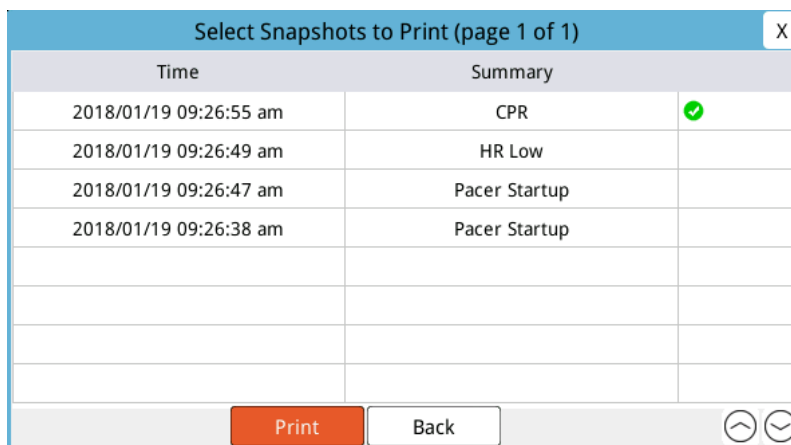 Select Snapshots to Print (page 1 of 1) X
Time Summary
2018/01/19 09:26:55 am CPR
2018/01/19 09:26:49 am HR Low
2018/01/19 09:26:47 am Pacer Startup
2018/01/19 09:26:38 am Pacer Startup
Print Back